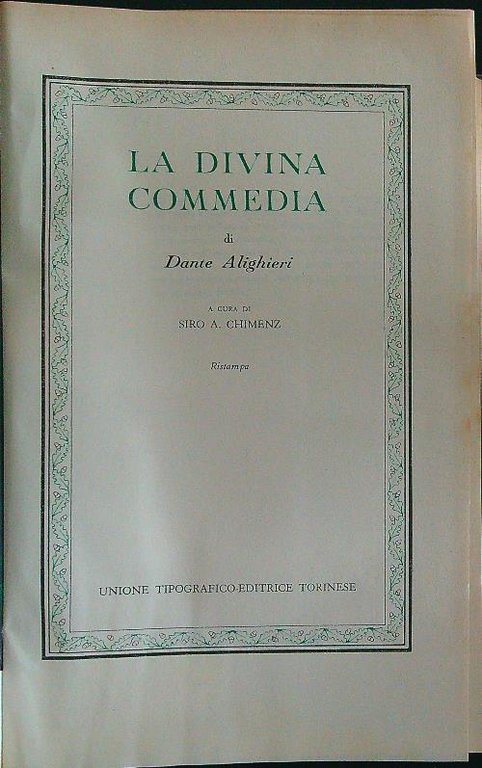 LA DIVINA
COMMEDIA
di
Dante Alighieri
A CURA DI
SIRO A. CHIMENZ
Ristampa
UNIONE TIPOGRAFICO-EDITRICE TORINESE